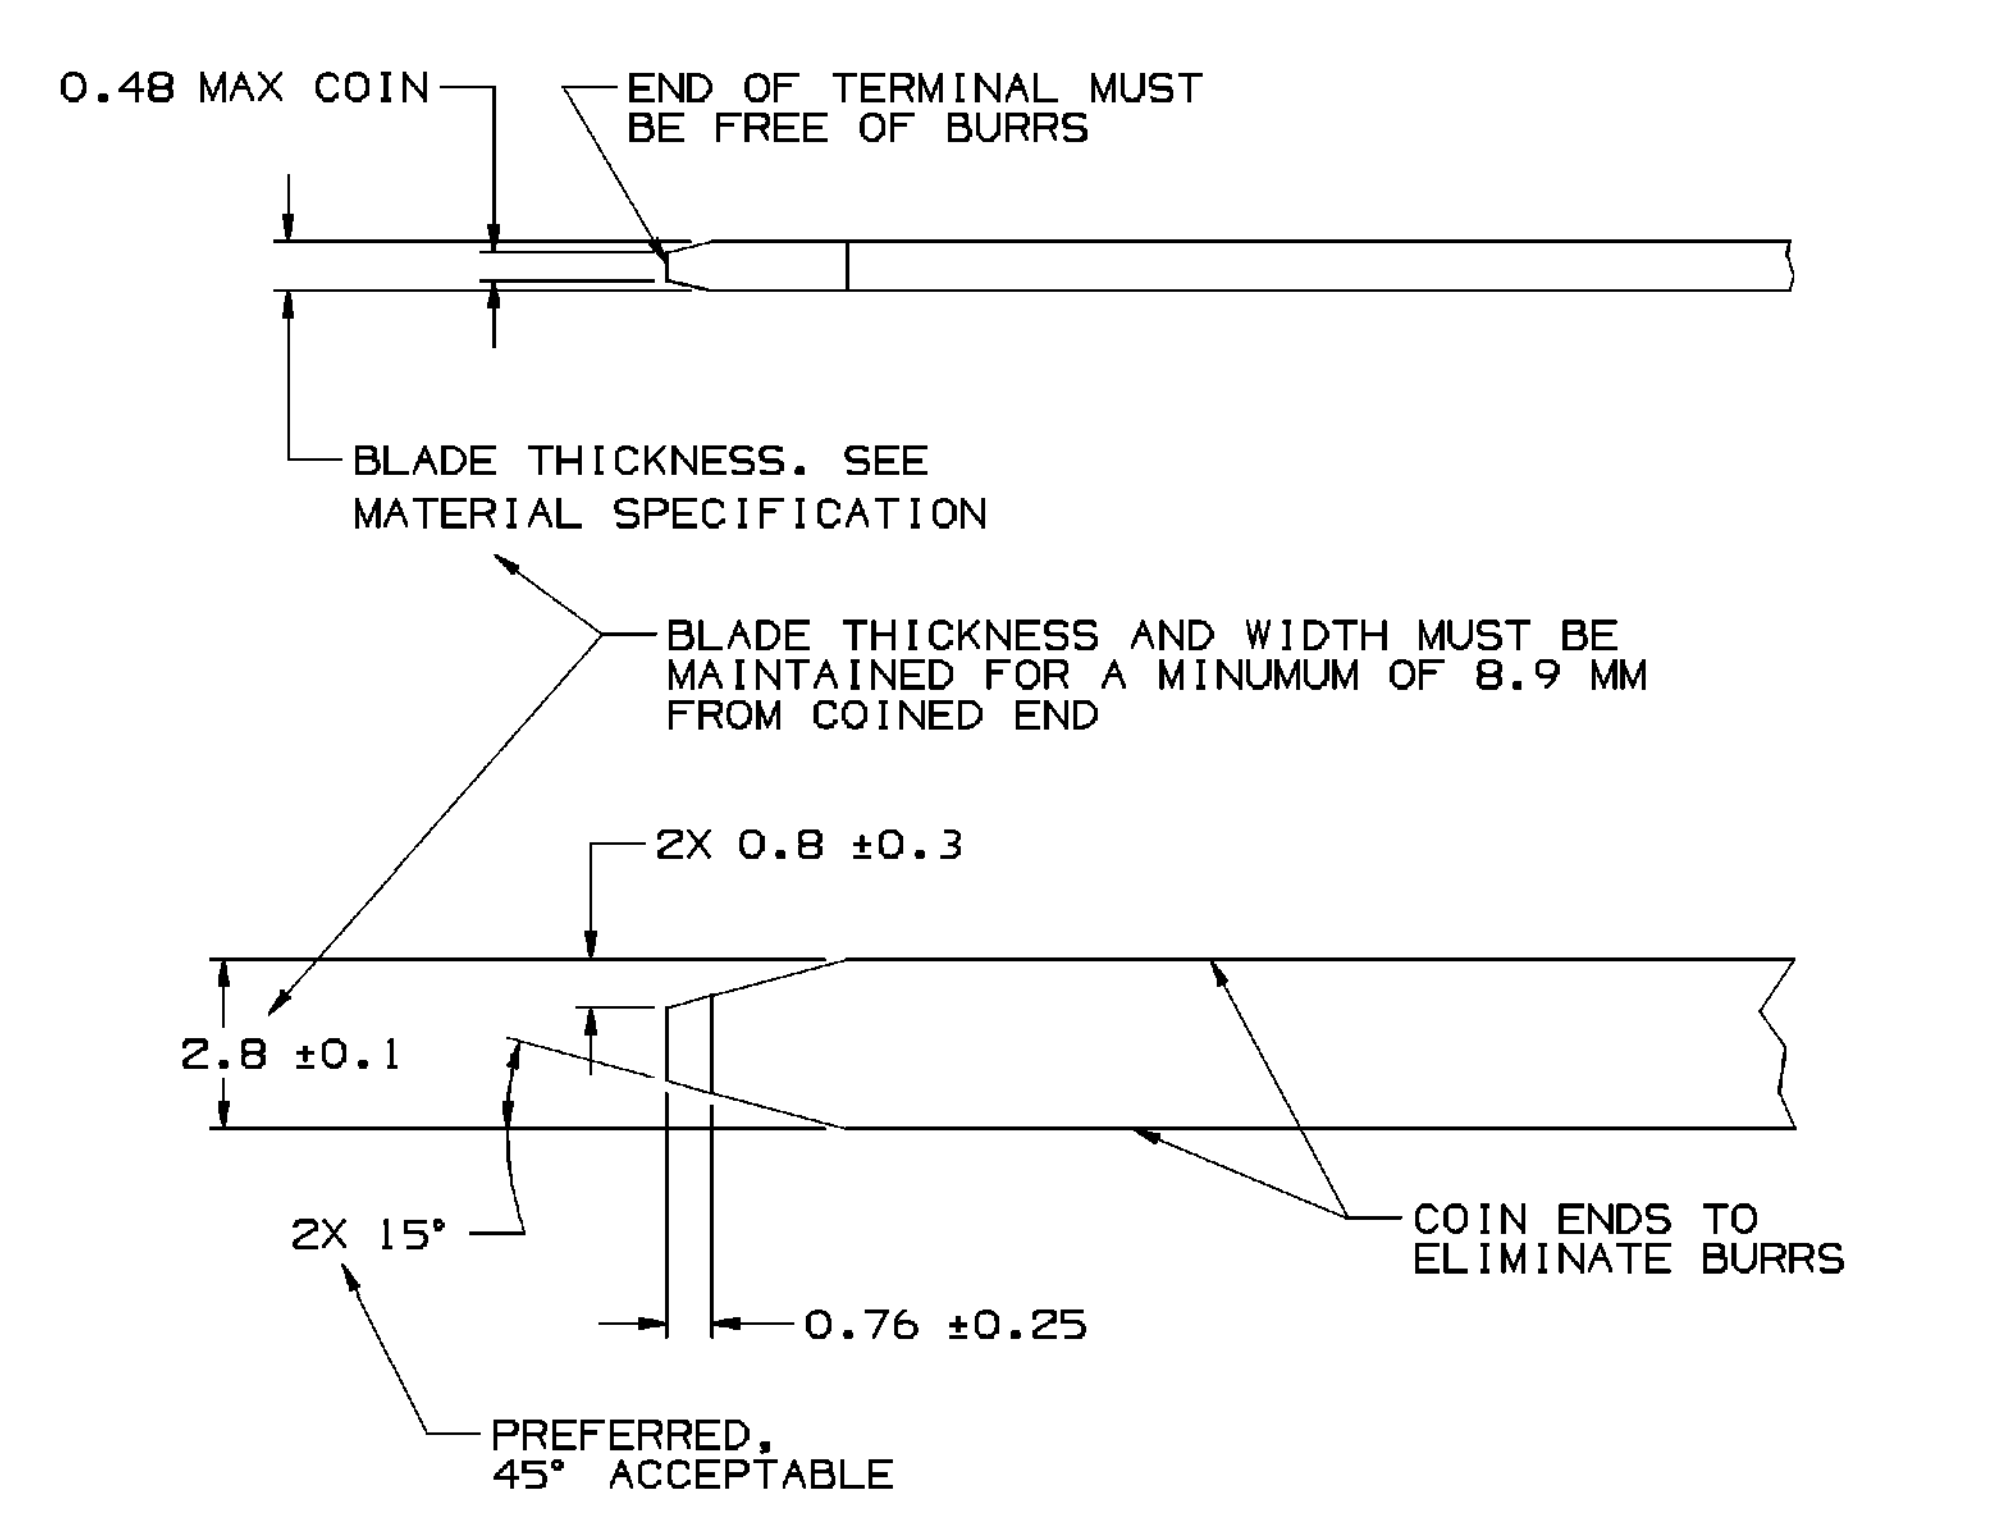 0.48 MAX COIN
END OF TERMINAL MUST
BE FREE OF BURRS
BLADE THICKNESS. SEE
MATERIAL SPECIFICATION
BLADE THICKNESS AND WIDTH MUST BE
MAINTAINED FOR A MINUMUM OF 8.9 MM
FROM COINED END
2X 0.8 ±0.3
2.8 ±0.1
2X 15°
COIN ENDS TO
ELIMINATE BURRS
0.76 ±0.25
PREFERRED,
45° ACCEPTABLE